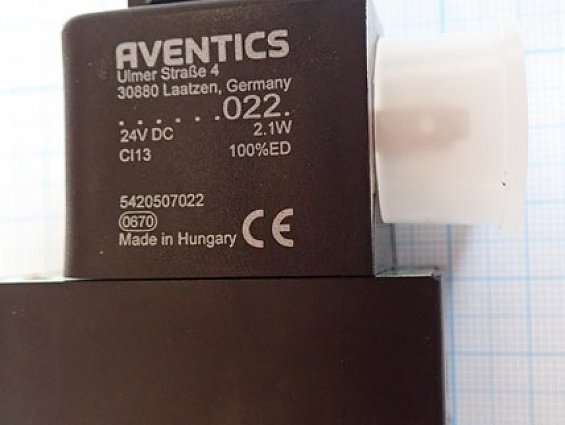 AVENTICS
Ulmer Straße 4
30880 Laatzen, Germany
. . . . . .022.
24V DC 2.1W
CI13 100%ED
5420507022
0670
Made in Hungary CE